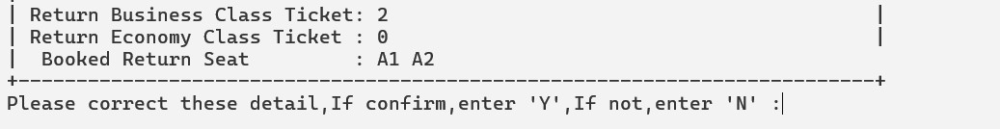 | Return Business Class Ticket: 2                                          |
| Return Economy Class Ticket : 0                                          |
|  Booked Return Seat         : A1 A2
+--------------------------------------------------------------------------+
Please correct these detail,If confirm,enter 'Y',If not,enter 'N' :